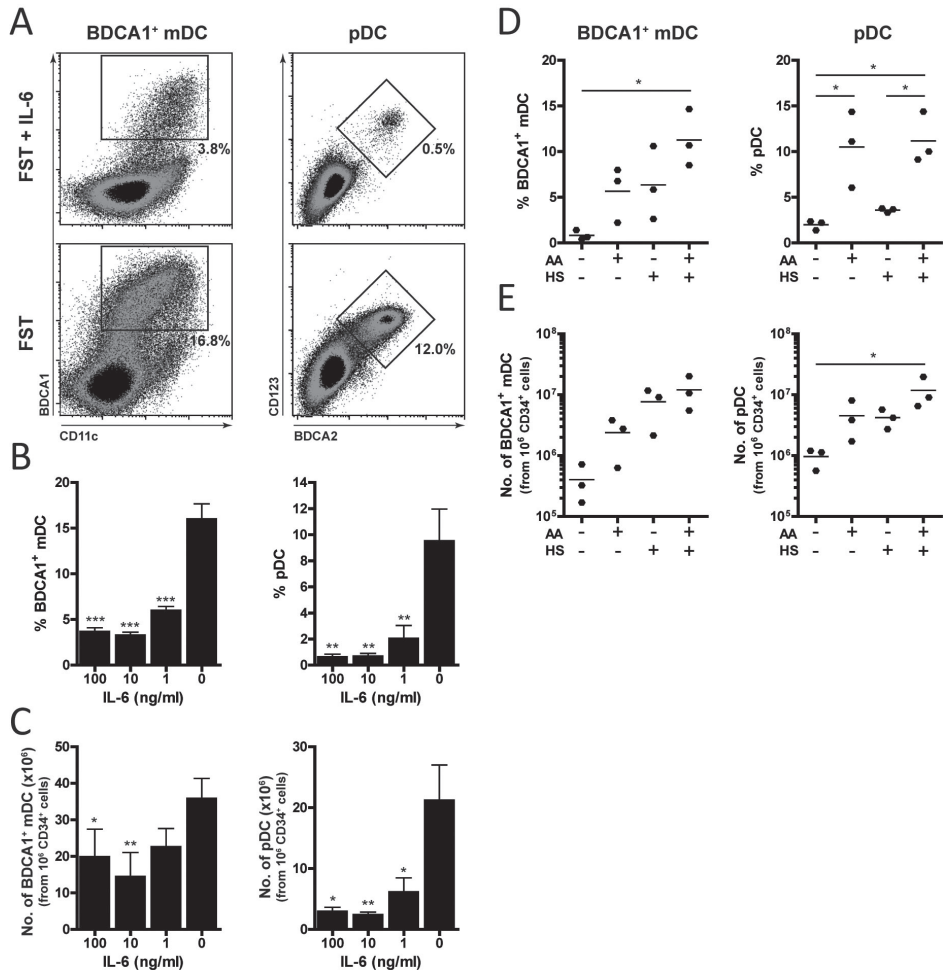 A
BDCA1⁺ mDC
pDC
FST + IL-6
3.8%
0.5%
FST
16.8%
12.0%
BDCA1
CD11c
CD123
BDCA2
B
% BDCA1⁺ mDC
20
15
10
5
0
*** *** ***
100 10 1 0
IL-6 (ng/ml)
% pDC
14
12
10
8
6
4
2
0
** ** **
100 10 1 0
IL-6 (ng/ml)
C
No. of BDCA1⁺ mDC (x10⁶)
(from 10⁶ CD34⁺ cells)
50
40
30
20
10
0
* **
100 10 1 0
IL-6 (ng/ml)
No. of pDC (x10⁶)
(from 10⁶ CD34⁺ cells)
30
20
10
0
* ** *
100 10 1 0
IL-6 (ng/ml)
D
BDCA1⁺ mDC
% BDCA1⁺ mDC
20
15
10
5
0
*
AA - + - +
HS - - + +
pDC
% pDC
20
15
10
5
0
*
* *
AA - + - +
HS - - + +
E
No. of BDCA1⁺ mDC
(from 10⁶ CD34⁺ cells)
10⁸
10⁷
10⁶
10⁵
AA - + - +
HS - - + +
No. of pDC
(from 10⁶ CD34⁺ cells)
10⁸
10⁷
10⁶
10⁵
*
AA - + - +
HS - - + +